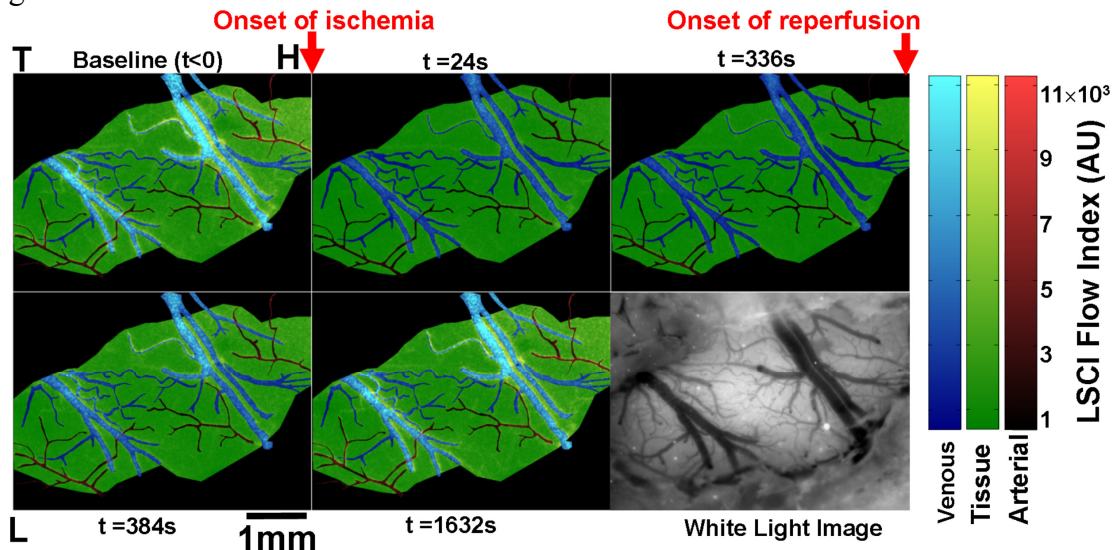 Onset of ischemia
Onset of reperfusion
T
Baseline (t<0)
H
t =24s
t =336s
11×10³
9
7
5
3
1
LSCI Flow Index (AU)
Venous
Tissue
Arterial
L
t =384s
1mm
t =1632s
White Light Image